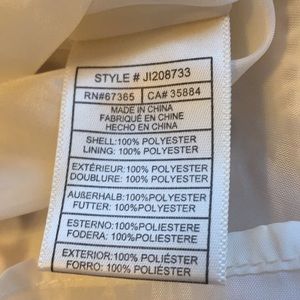 STYLE # JI208733
RN#67365 CA# 35884
MADE IN CHINA
FABRIQUÉ EN CHINE
HECHO EN CHINA
SHELL:100% POLYESTER
LINING: 100% POLYESTER
EXTÉRIEUR:100% POLYESTER
DOUBLURE: 100% POLYESTER
AUßERHALB:100% POLYESTER
FUTTER: 100% POLYESTER
ESTERNO:100% POLIESTERE
FODERA: 100% POLIESTERE
EXTERIOR:100% POLIÉSTER
FORRO: 100% POLIÉSTER